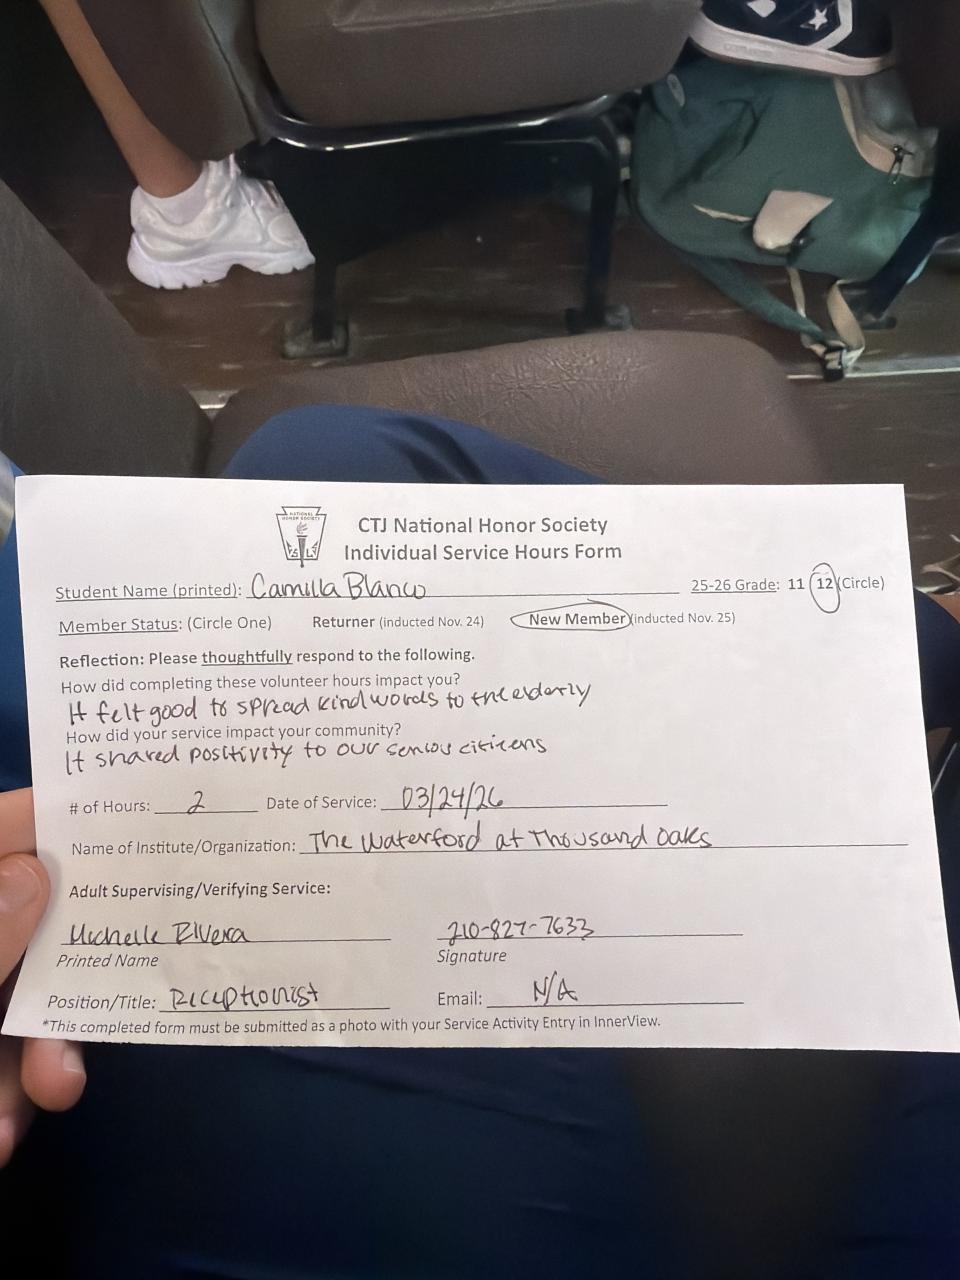 NATIONAL
HONOR SOCIETY
CTJ National Honor Society
Individual Service Hours Form
Student Name (printed): Camilla Blanco 25-26 Grade: 11 12 (Circle)
Member Status: (Circle One) Returner (inducted Nov. 24) New Member (inducted Nov. 25)
Reflection: Please thoughtfully respond to the following.
How did completing these volunteer hours impact you?
It felt good to spread kind words to the elderly
How did your service impact your community?
It shared positivity to our senior citizens
# of Hours: 2 Date of Service: 03/24/26
Name of Institute/Organization: The Waterford at Thousand Oaks
Adult Supervising/Verifying Service:
Michelle Rivera 210-827-7633
Printed Name Signature
Position/Title: Receptionist Email: N/A
*This completed form must be submitted as a photo with your Service Activity Entry in InnerView.